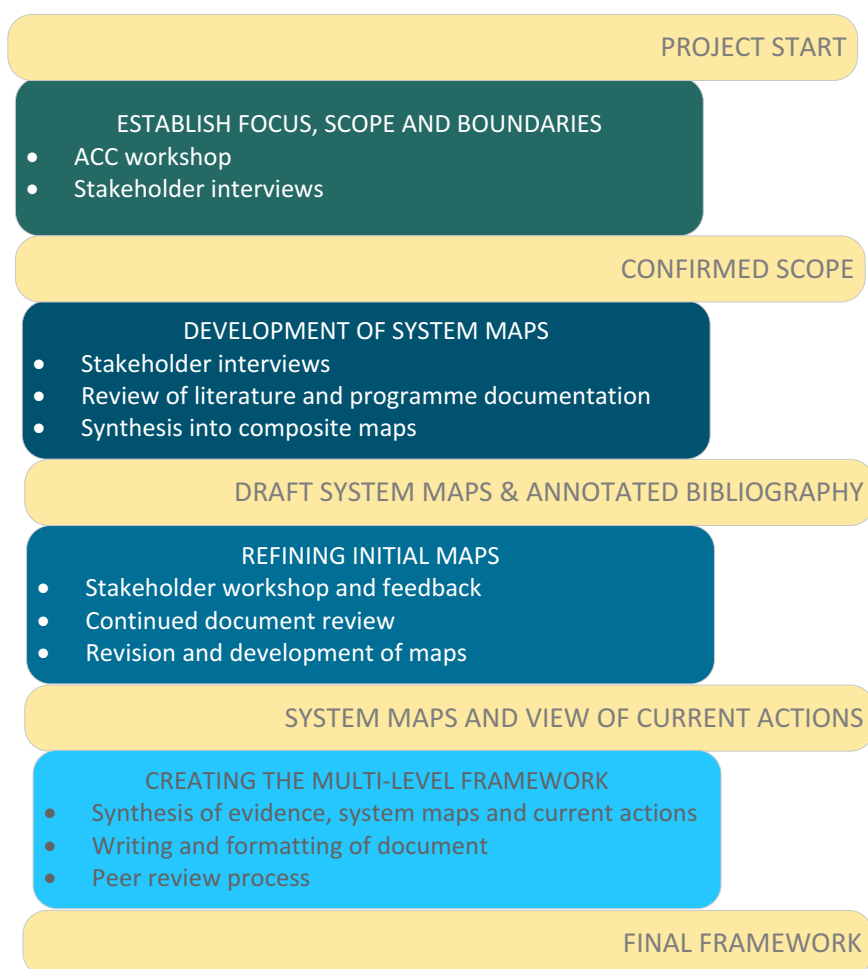 PROJECT START
ESTABLISH FOCUS, SCOPE AND BOUNDARIES
• ACC workshop
• Stakeholder interviews
CONFIRMED SCOPE
DEVELOPMENT OF SYSTEM MAPS
• Stakeholder interviews
• Review of literature and programme documentation
• Synthesis into composite maps
DRAFT SYSTEM MAPS & ANNOTATED BIBLIOGRAPHY
REFINING INITIAL MAPS
• Stakeholder workshop and feedback
• Continued document review
• Revision and development of maps
SYSTEM MAPS AND VIEW OF CURRENT ACTIONS
CREATING THE MULTI-LEVEL FRAMEWORK
• Synthesis of evidence, system maps and current actions
• Writing and formatting of document
• Peer review process
FINAL FRAMEWORK